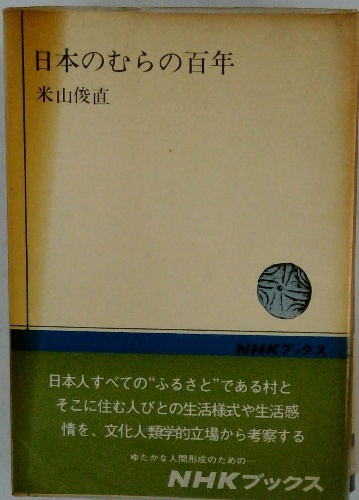 日本のむらの百年
米山俊直
NHKブックス
日本人すべての“ふるさと”である村と
そこに住む人びとの生活様式や生活感
情を、文化人類学的立場から考察する
ゆたかな人間形成のための…
NHKブックス